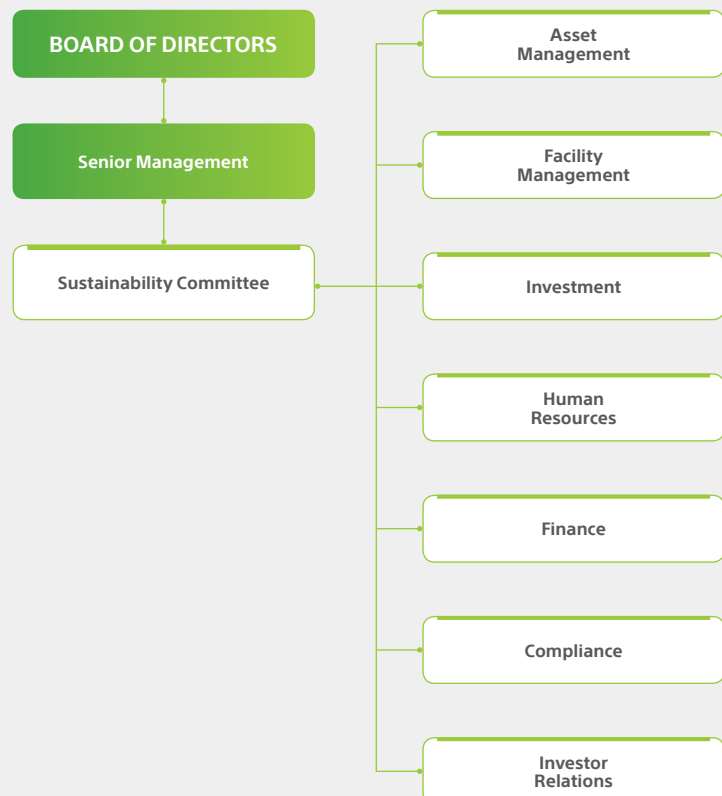 BOARD OF DIRECTORS
Senior Management
Sustainability Committee
Asset
Management
Facility
Management
Investment
Human
Resources
Finance
Compliance
Investor
Relations